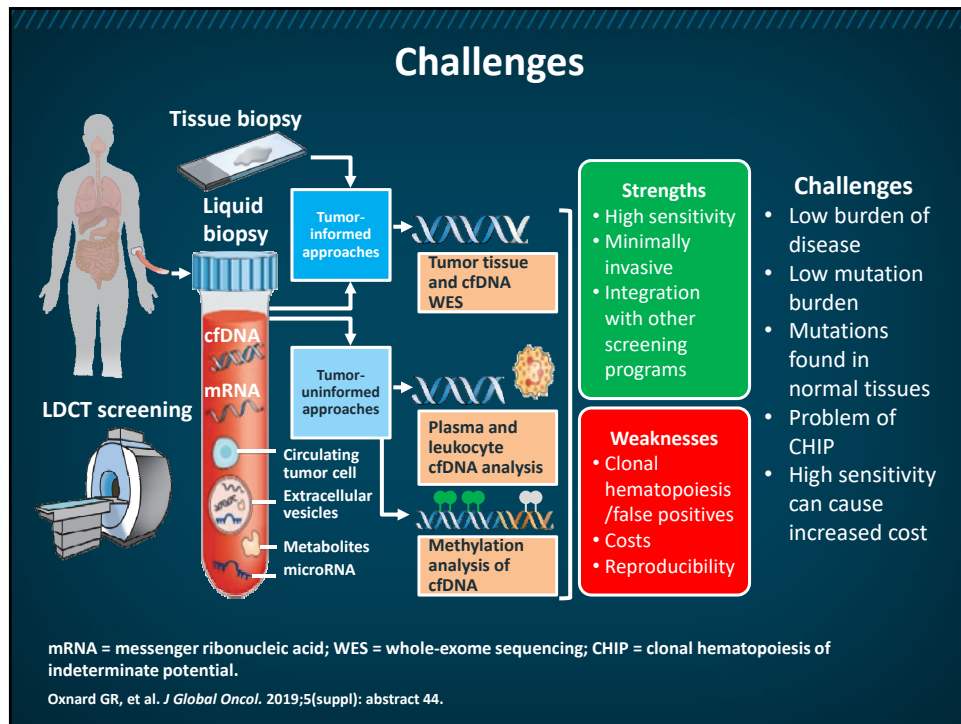 Challenges
Tissue biopsy
Liquid
biopsy
LDCT screening
cfDNA
mRNA
Circulating
tumor cell
Extracellular
vesicles
Metabolites
microRNA
Tumor-
informed
approaches
Tumor-
uninformed
approaches
Tumor tissue
and cfDNA
WES
Plasma and
leukocyte
cfDNA analysis
Methylation
analysis of
cfDNA
Strengths
• High sensitivity
• Minimally
invasive
• Integration
with other
screening
programs
Weaknesses
• Clonal
hematopoiesis
/false positives
• Costs
• Reproducibility
Challenges
• Low burden of
disease
• Low mutation
burden
• Mutations
found in
normal tissues
• Problem of
CHIP
• High sensitivity
can cause
increased cost
mRNA = messenger ribonucleic acid; WES = whole-exome sequencing; CHIP = clonal hematopoiesis of
indeterminate potential.
Oxnard GR, et al. J Global Oncol. 2019;5(suppl): abstract 44.